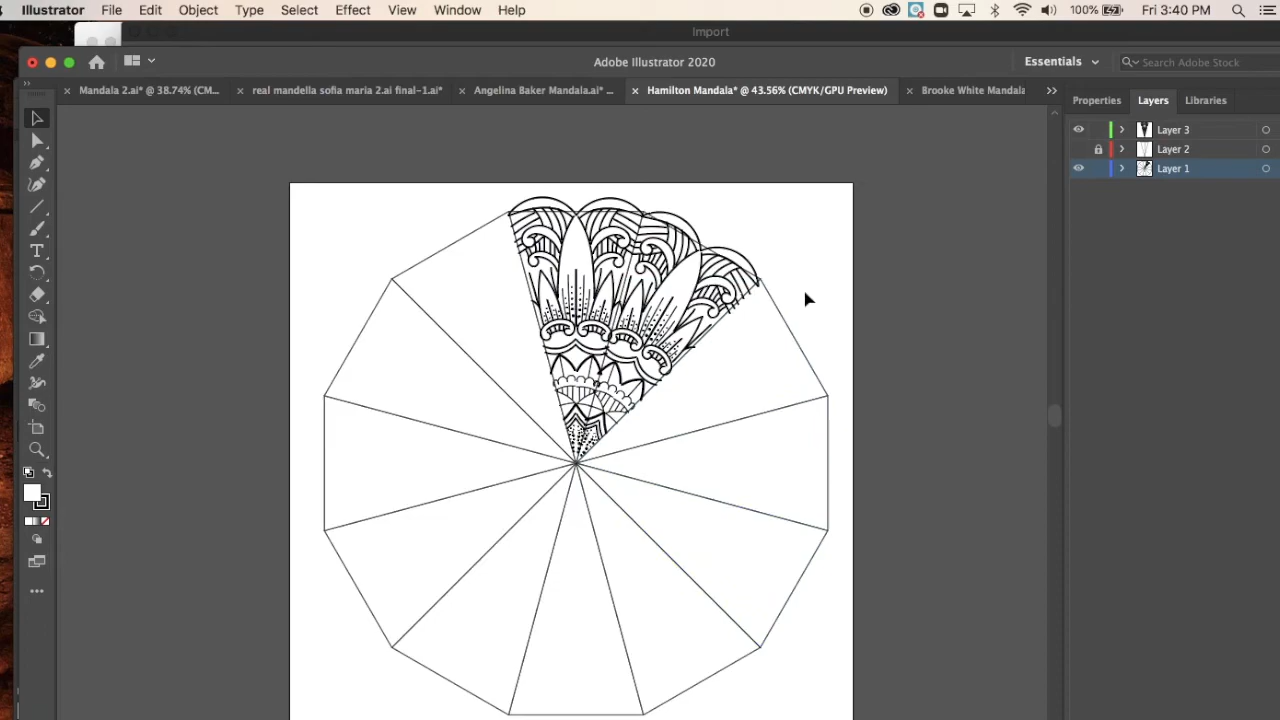 Illustrator File Edit Object Type Select Effect View Window Help 100% Fri 3:40 PM
Import
Adobe Illustrator 2020 Essentials Search Adobe Stock
Mandala 2.ai* @ 38.74% (CM... real mandella sofia maria 2.ai final-1.ai* Angelina Baker Mandala.ai* ... Hamilton Mandala* @ 43.56% (CMYK/GPU Preview) Brooke White Mandala
Properties Layers Libraries
Layer 3
Layer 2
Layer 1